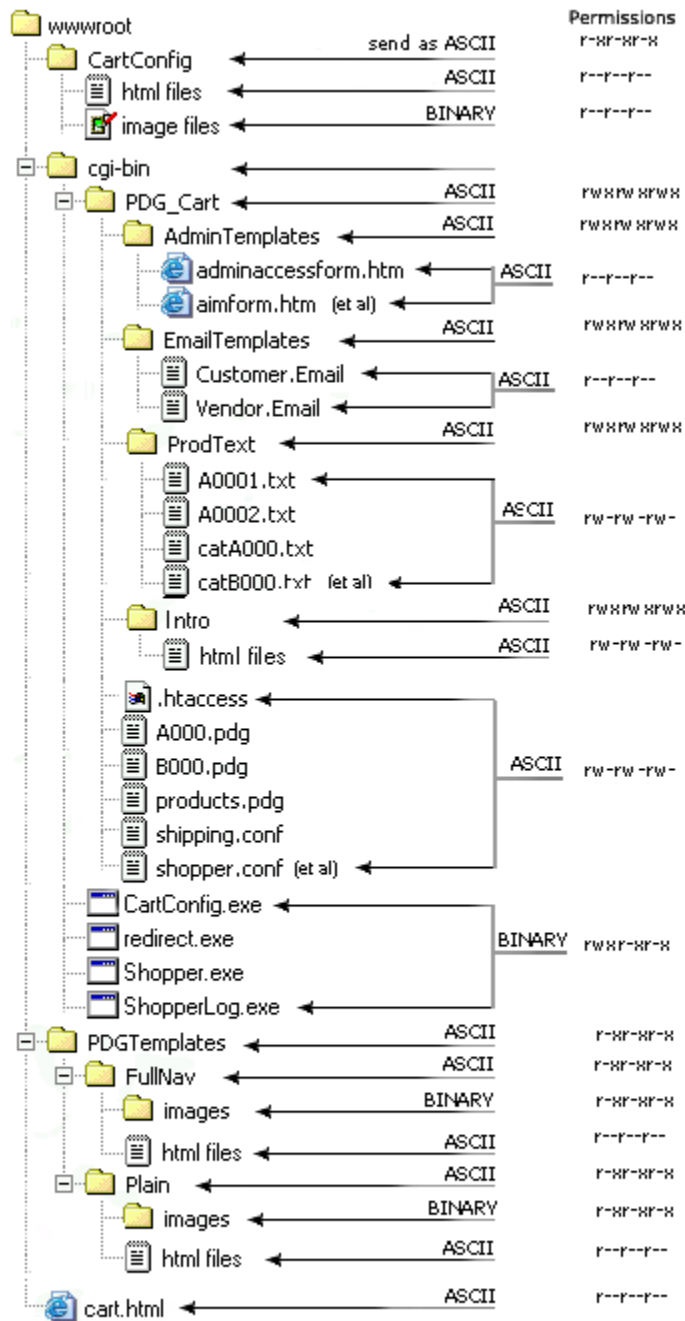 Permissions
wwwroot send as ASCII r-xr-xr-x
CartConfig
html files ASCII r--r--r--
image files BINARY r--r--r--
cgi-bin
PDG_Cart ASCII rwxrwxrwx
AdminTemplates ASCII rwxrwxrwx
adminaccessform.htm
ASCII r--r--r--
aimform.htm (et al)
EmailTemplates ASCII rwxrwxrwx
Customer.Email
ASCII r--r--r--
Vendor.Email
ProdText ASCII rwxrwxrwx
A0001.txt
A0002.txt ASCII rw-rw-rw-
catA000.txt
catB000.txt (et al)
Intro ASCII rwxrwxrwx
html files ASCII rw-rw-rw-
.htaccess
A000.pdg
B000.pdg ASCII rw-rw-rw-
products.pdg
shipping.conf
shopper.conf (et al)
CartConfig.exe
redirect.exe BINARY rwxr-xr-x
Shopper.exe
ShopperLog.exe
PDGTemplates ASCII r-xr-xr-x
FullNav ASCII r-xr-xr-x
images BINARY r-xr-xr-x
html files ASCII r--r--r--
Plain ASCII r-xr-xr-x
images BINARY r-xr-xr-x
html files ASCII r--r--r--
cart.html ASCII r--r--r--